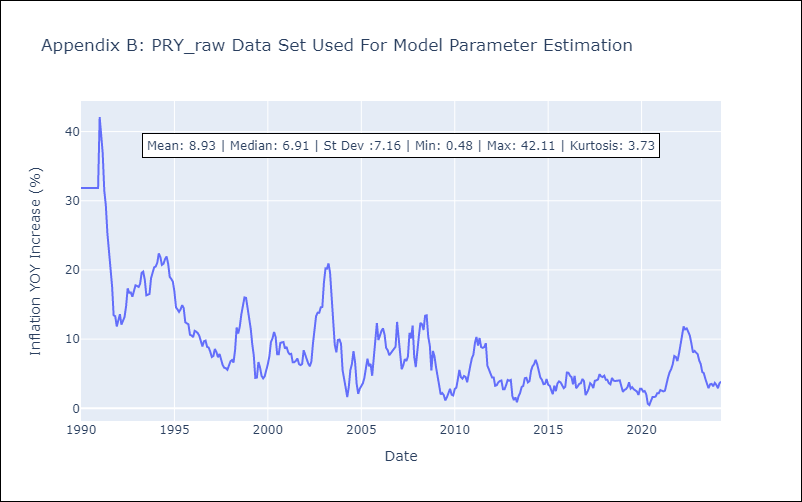 Appendix B: PRY_raw Data Set Used For Model Parameter Estimation
Mean: 8.93 | Median: 6.91 | St Dev :7.16 | Min: 0.48 | Max: 42.11 | Kurtosis: 3.73
Inflation YOY Increase (%)
40
30
20
10
0
1990 1995 2000 2005 2010 2015 2020
Date